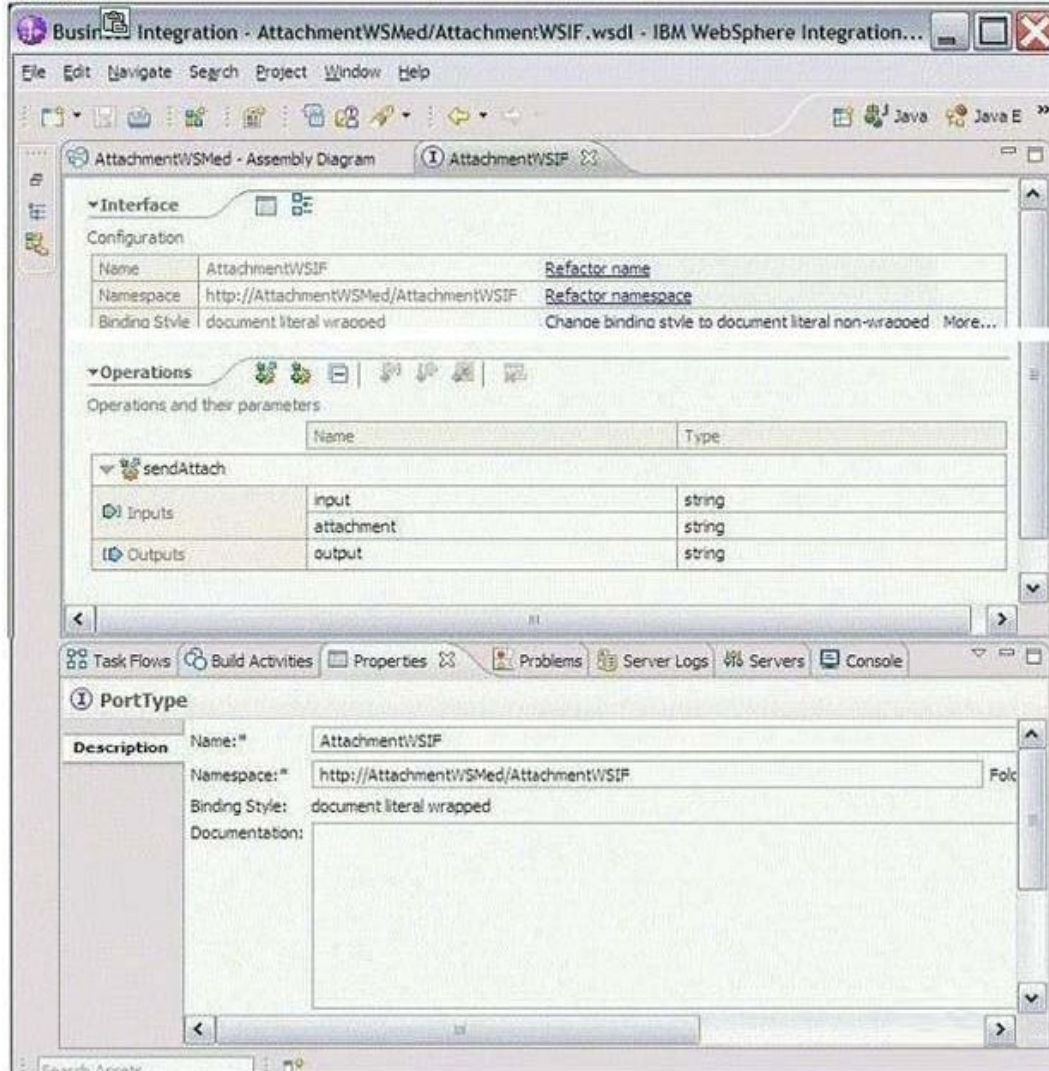 Business Integration - AttachmentWSMed/AttachmentWSIF.wsdl - IBM WebSphere Integration...
File Edit Navigate Search Project Window Help
Java Java E »
AttachmentWSMed - Assembly Diagram AttachmentWSIF
Interface
Configuration
Name AttachmentWSIF Refactor name
Namespace http://AttachmentWSMed/AttachmentWSIF Refactor namespace
Binding Style document literal wrapped Change binding style to document literal non-wrapped More...
Operations
Operations and their parameters
Name Type
sendAttach
Inputs input string
attachment string
Outputs output string
Task Flows Build Activities Properties Problems Server Logs Servers Console
PortType
Description Name:* AttachmentWSIF
Namespace:* http://AttachmentWSMed/AttachmentWSIF Fold
Binding Style: document literal wrapped
Documentation:
Search Assets